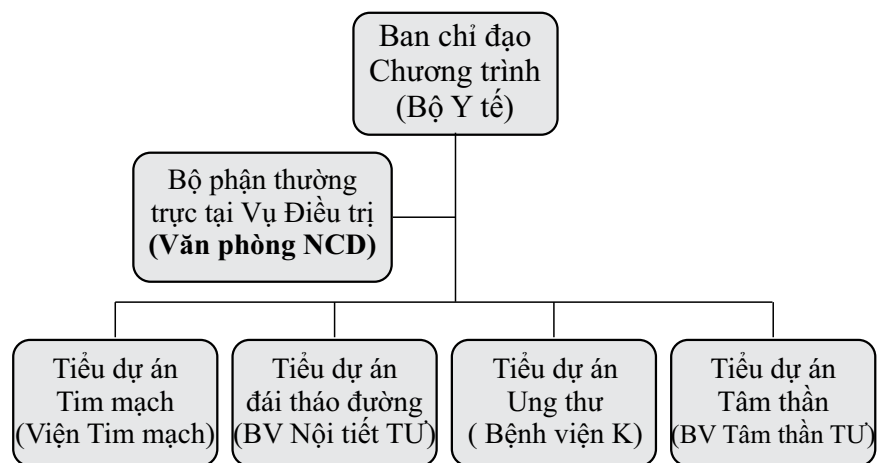 Ban chỉ đạo
Chương trình
(Bộ Y tế)
Bộ phận thường
trực tại Vụ Điều trị
(Văn phòng NCD)
Tiểu dự án
Tim mạch
(Viện Tim mạch)
Tiểu dự án
đái tháo đường
(BV Nội tiết TƯ)
Tiểu dự án
Ung thư
( Bệnh viện K)
Tiểu dự án
Tâm thần
(BV Tâm thần TƯ)